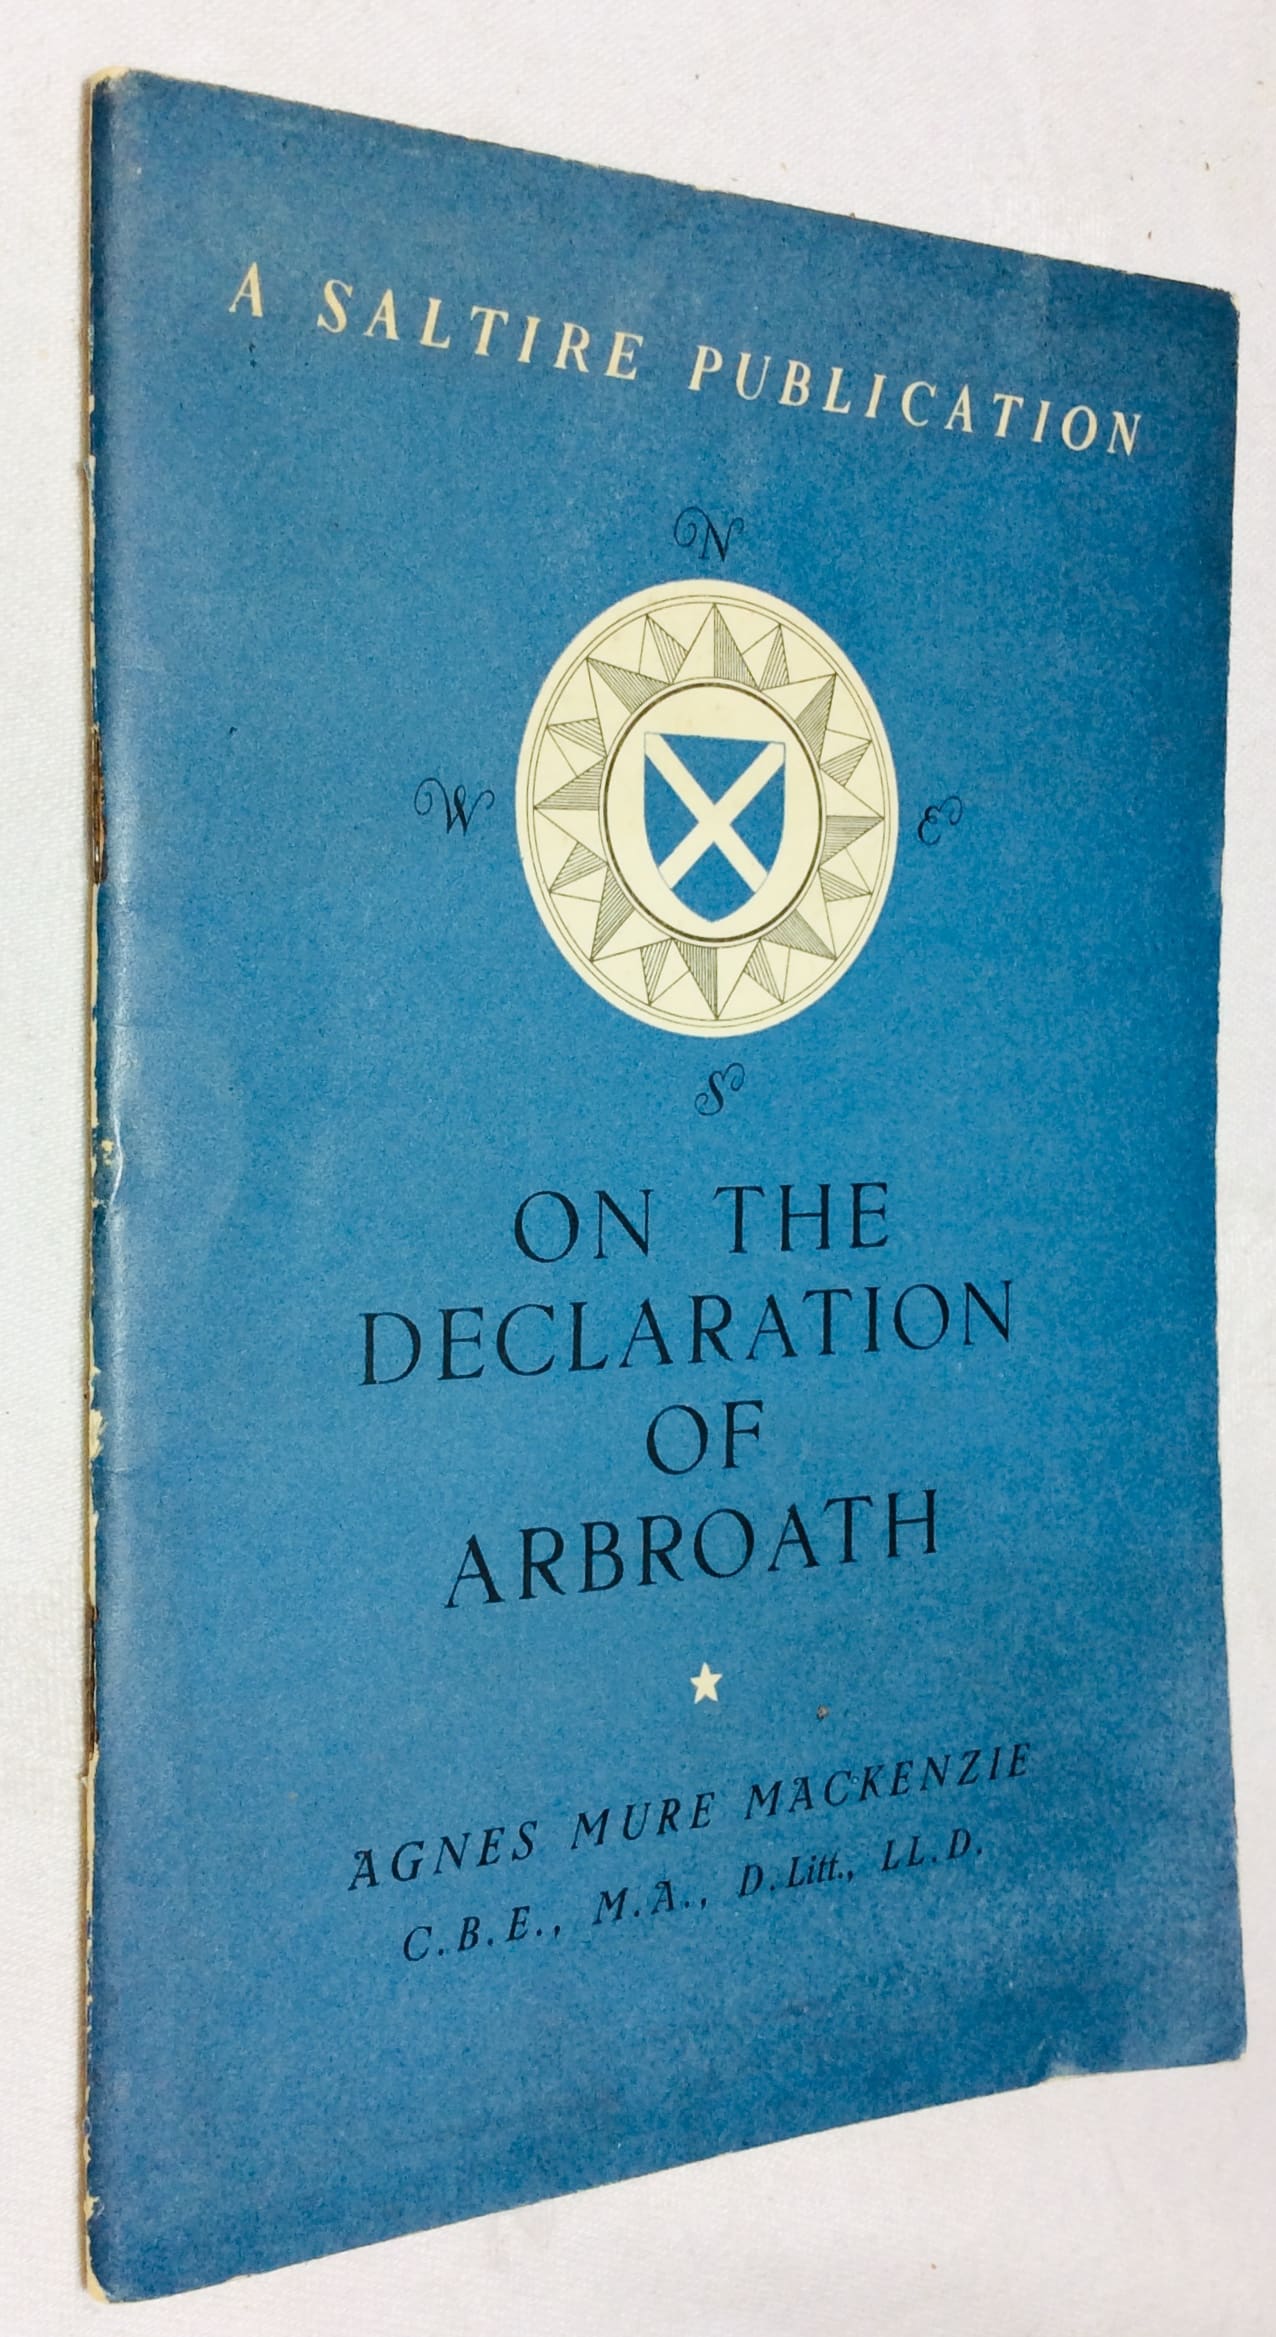 A SALTIRE PUBLICATION
N
W
E
S
ON THE
DECLARATION
OF
ARBROATH
AGNES MURE MACKENZIE
C.B.E., M.A., D.Litt., LL.D.